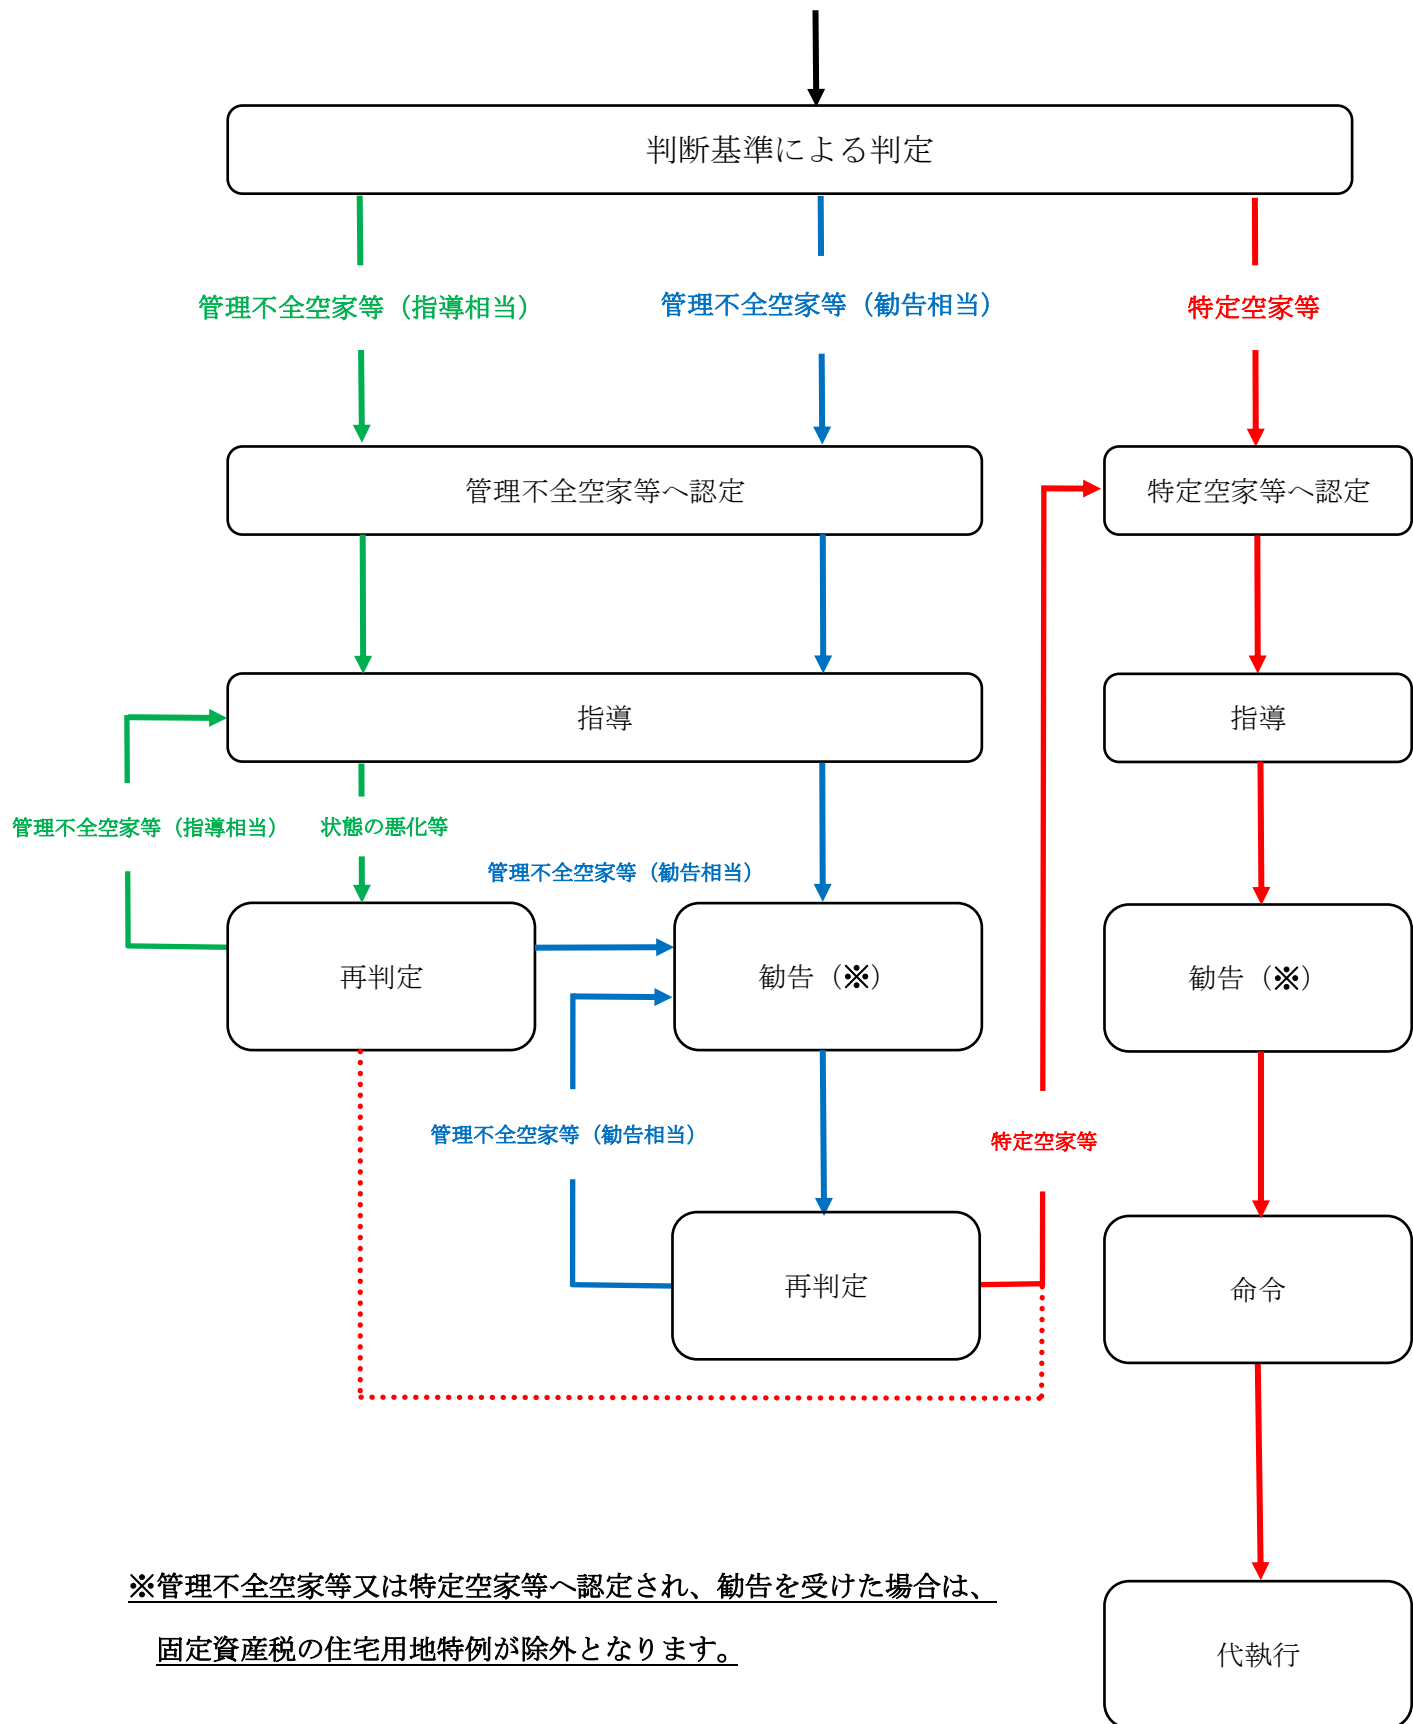 判断基準による判定
管理不全空家等（指導相当）
管理不全空家等（勧告相当）
特定空家等
管理不全空家等へ認定
特定空家等へ認定
指導
指導
管理不全空家等（指導相当）
状態の悪化等
管理不全空家等（勧告相当）
再判定
勧告（※）
勧告（※）
管理不全空家等（勧告相当）
特定空家等
再判定
命令
※管理不全空家等又は特定空家等へ認定され、勧告を受けた場合は、
固定資産税の住宅用地特例が除外となります。
代執行